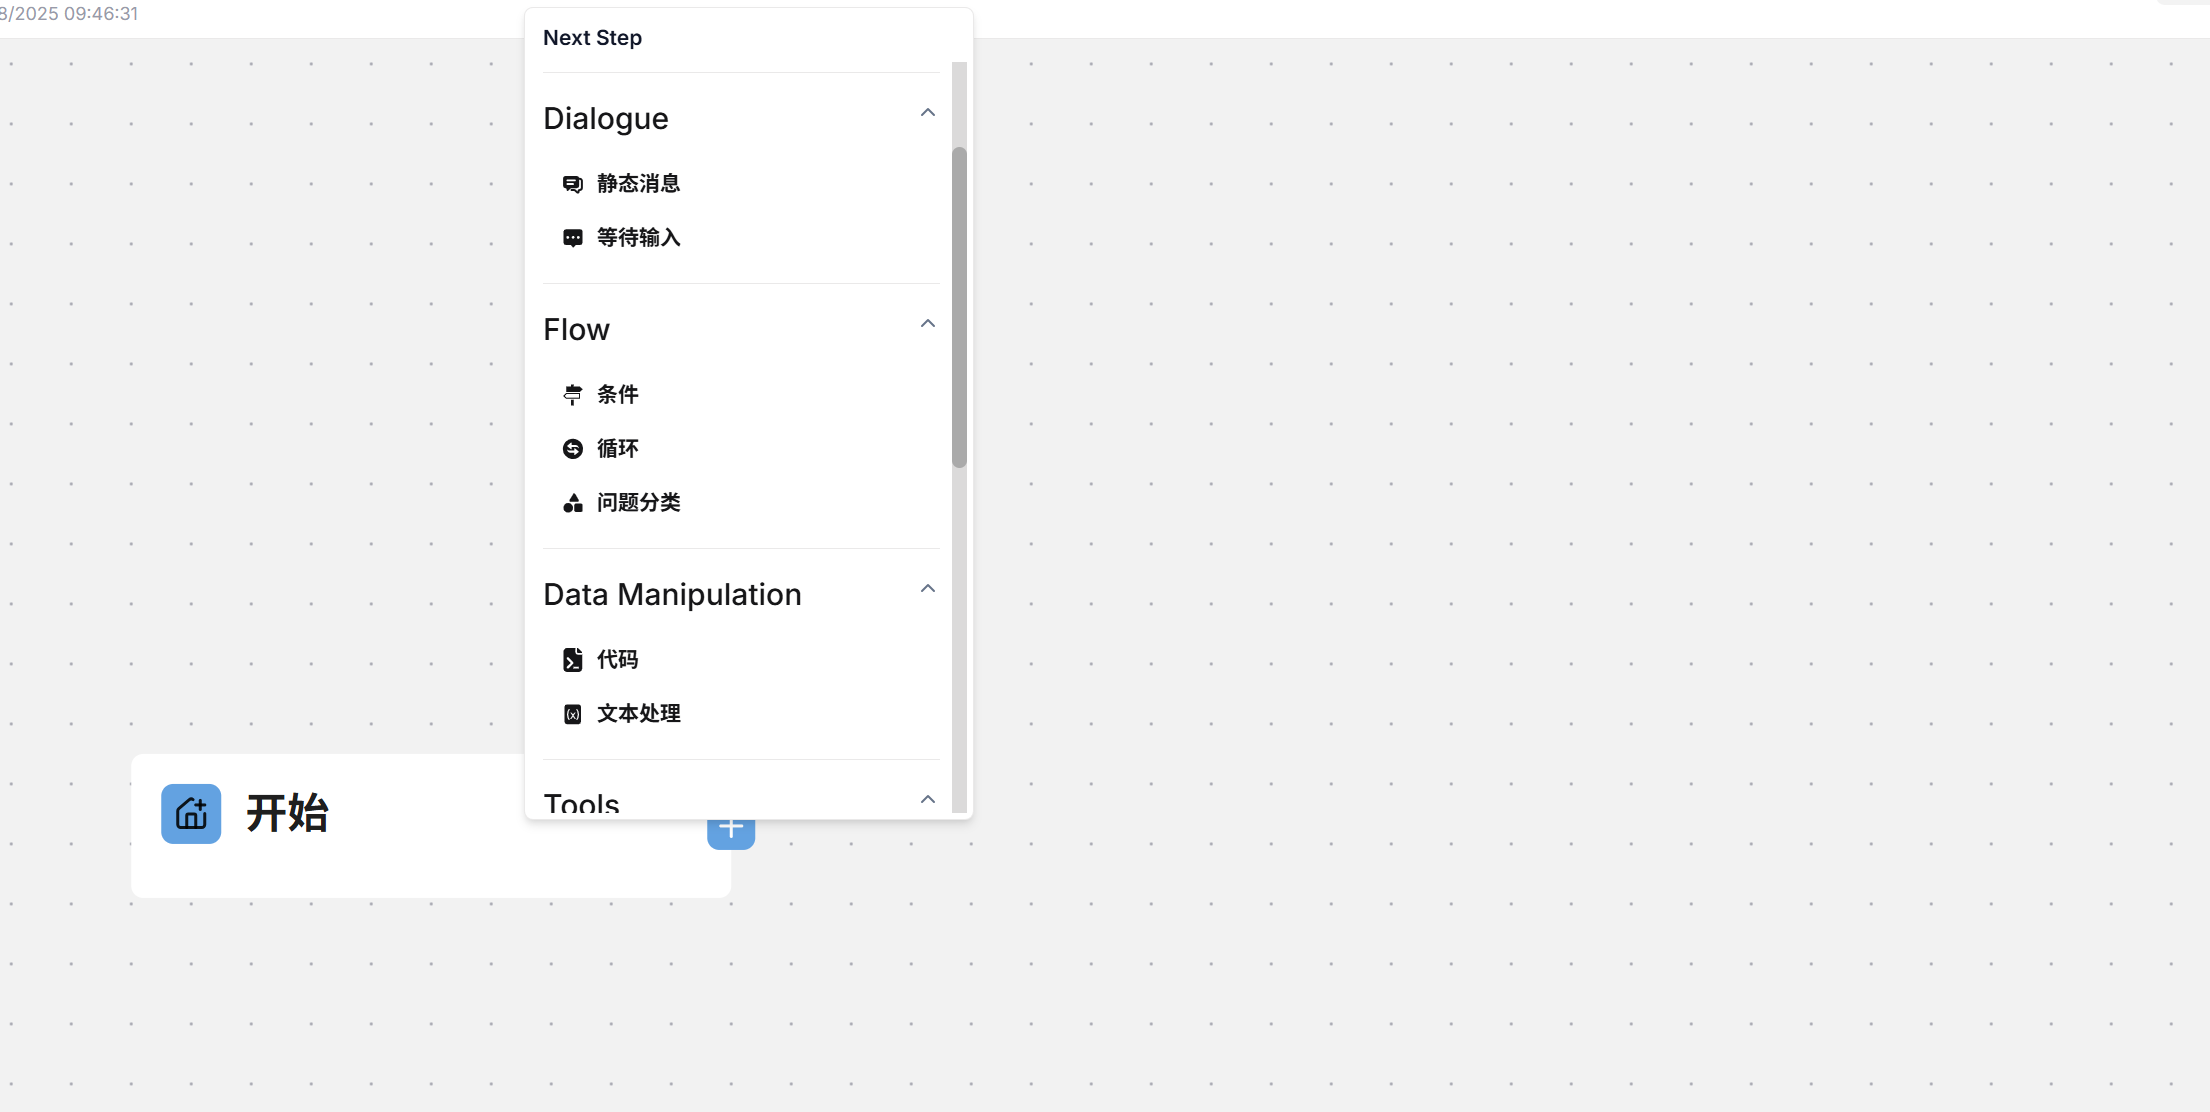 8/2025 09:46:31
Next Step
Dialogue
静态消息
等待输入
Flow
条件
循环
问题分类
Data Manipulation
代码
文本处理
Tools
开始